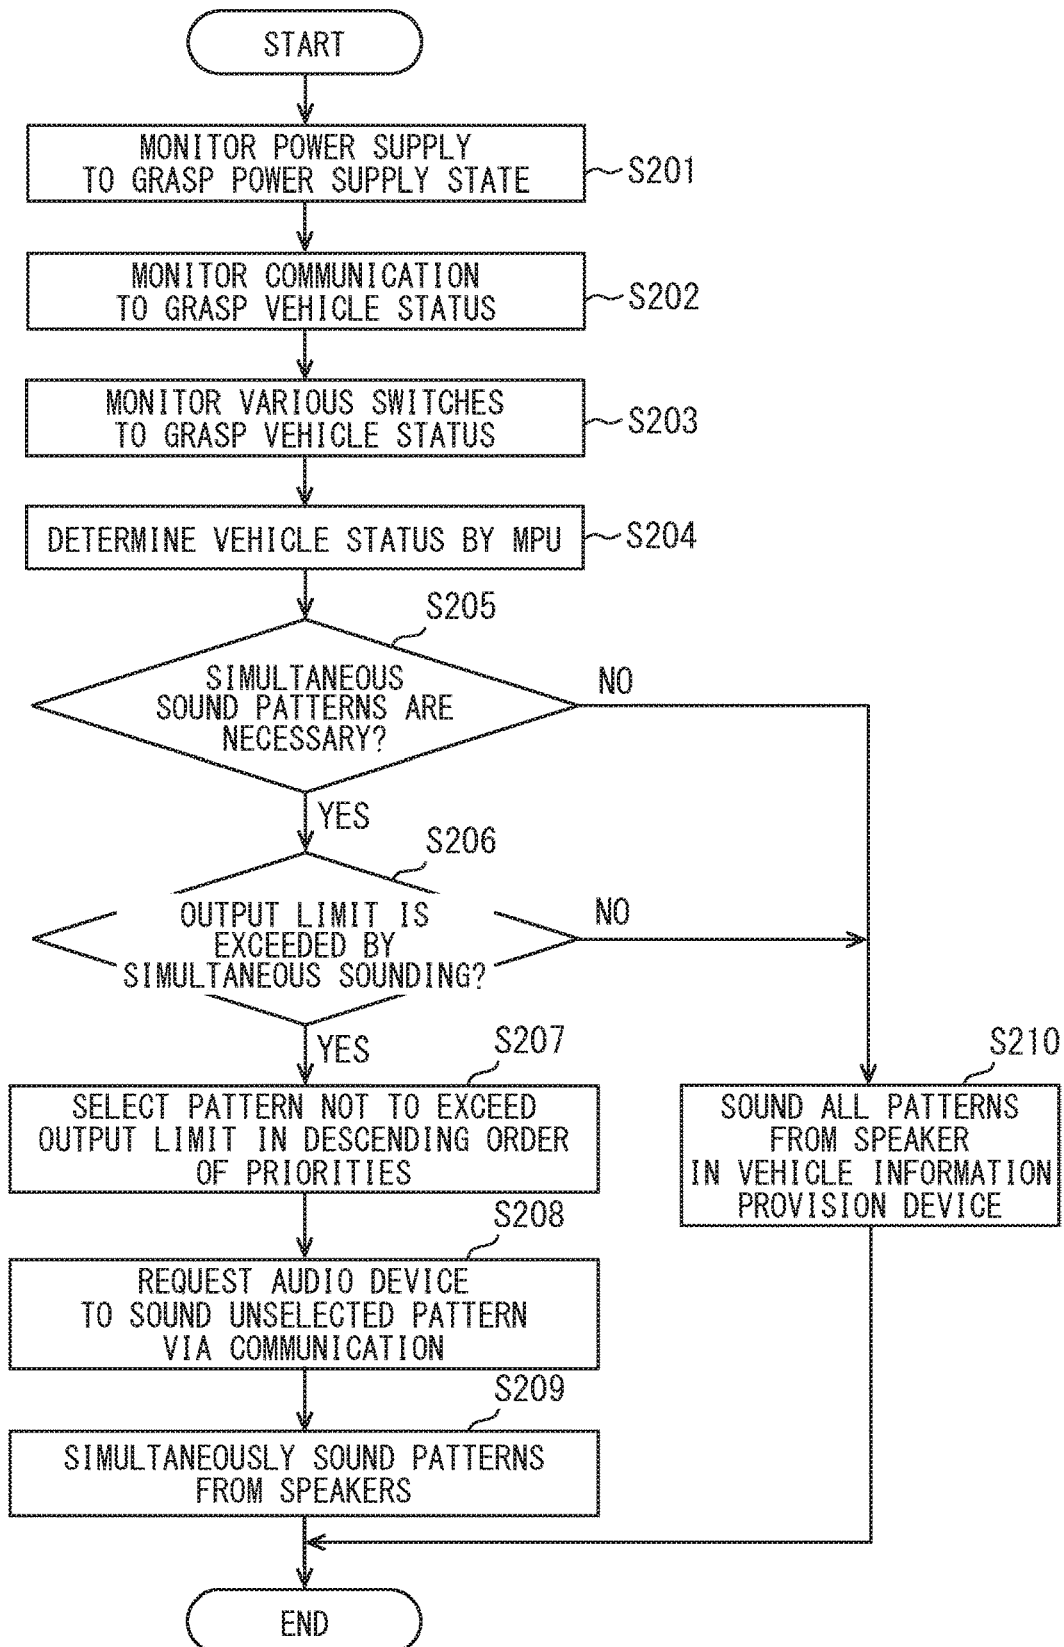 START
MONITOR POWER SUPPLY
TO GRASP POWER SUPPLY STATE
S201
MONITOR COMMUNICATION
TO GRASP VEHICLE STATUS
S202
MONITOR VARIOUS SWITCHES
TO GRASP VEHICLE STATUS
S203
DETERMINE VEHICLE STATUS BY MPU
S204
S205
SIMULTANEOUS
SOUND PATTERNS ARE
NECESSARY?
NO
YES
S206
OUTPUT LIMIT IS
EXCEEDED BY
SIMULTANEOUS SOUNDING?
NO
YES
S207
SELECT PATTERN NOT TO EXCEED
OUTPUT LIMIT IN DESCENDING ORDER
OF PRIORITIES
S210
SOUND ALL PATTERNS
FROM SPEAKER
IN VEHICLE INFORMATION
PROVISION DEVICE
S208
REQUEST AUDIO DEVICE
TO SOUND UNSELECTED PATTERN
VIA COMMUNICATION
S209
SIMULTANEOUSLY SOUND PATTERNS
FROM SPEAKERS
END